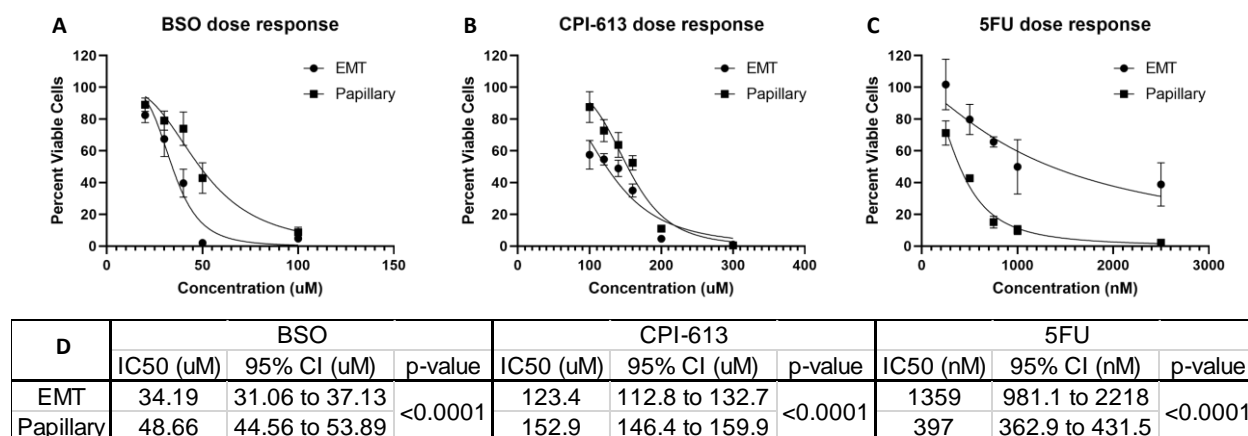 A BSO dose response
EMT
Papillary
Percent Viable Cells
120
100
80
60
40
20
0
0 50 100 150
Concentration (uM)
B CPI-613 dose response
EMT
Papillary
Percent Viable Cells
120
100
80
60
40
20
0
0 100 200 300 400
Concentration (uM)
C 5FU dose response
EMT
Papillary
Percent Viable Cells
120
100
80
60
40
20
0
0 1000 2000 3000
Concentration (nM)
D BSO CPI-613 5FU
IC50 (uM) 95% CI (uM) p-value IC50 (uM) 95% CI (uM) p-value IC50 (nM) 95% CI (nM) p-value
EMT 34.19 31.06 to 37.13 <0.0001 123.4 112.8 to 132.7 <0.0001 1359 981.1 to 2218 <0.0001
Papillary 48.66 44.56 to 53.89 152.9 146.4 to 159.9 397 362.9 to 431.5